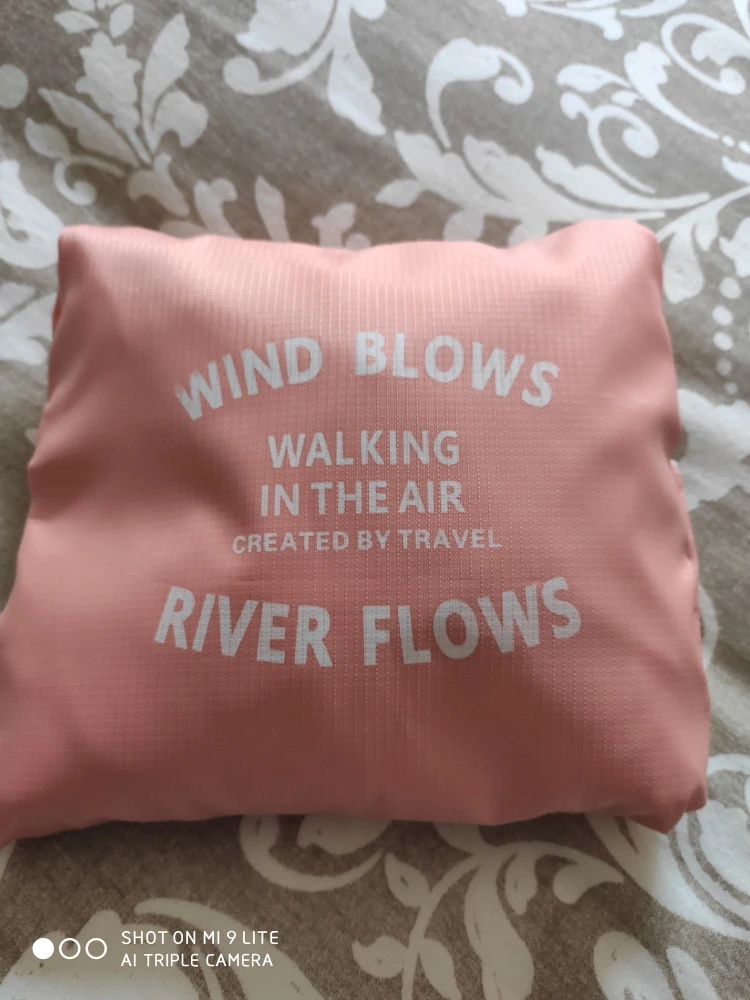 WIND BLOWS
WALKING
IN THE AIR
CREATED BY TRAVEL
RIVER FLOWS
SHOT ON MI 9 LITE
AI TRIPLE CAMERA